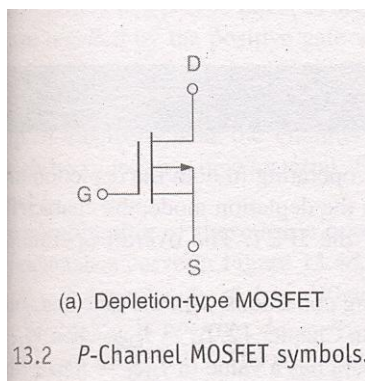 D
G
S
(a) Depletion-type MOSFET
13.2 P-Channel MOSFET symbols.